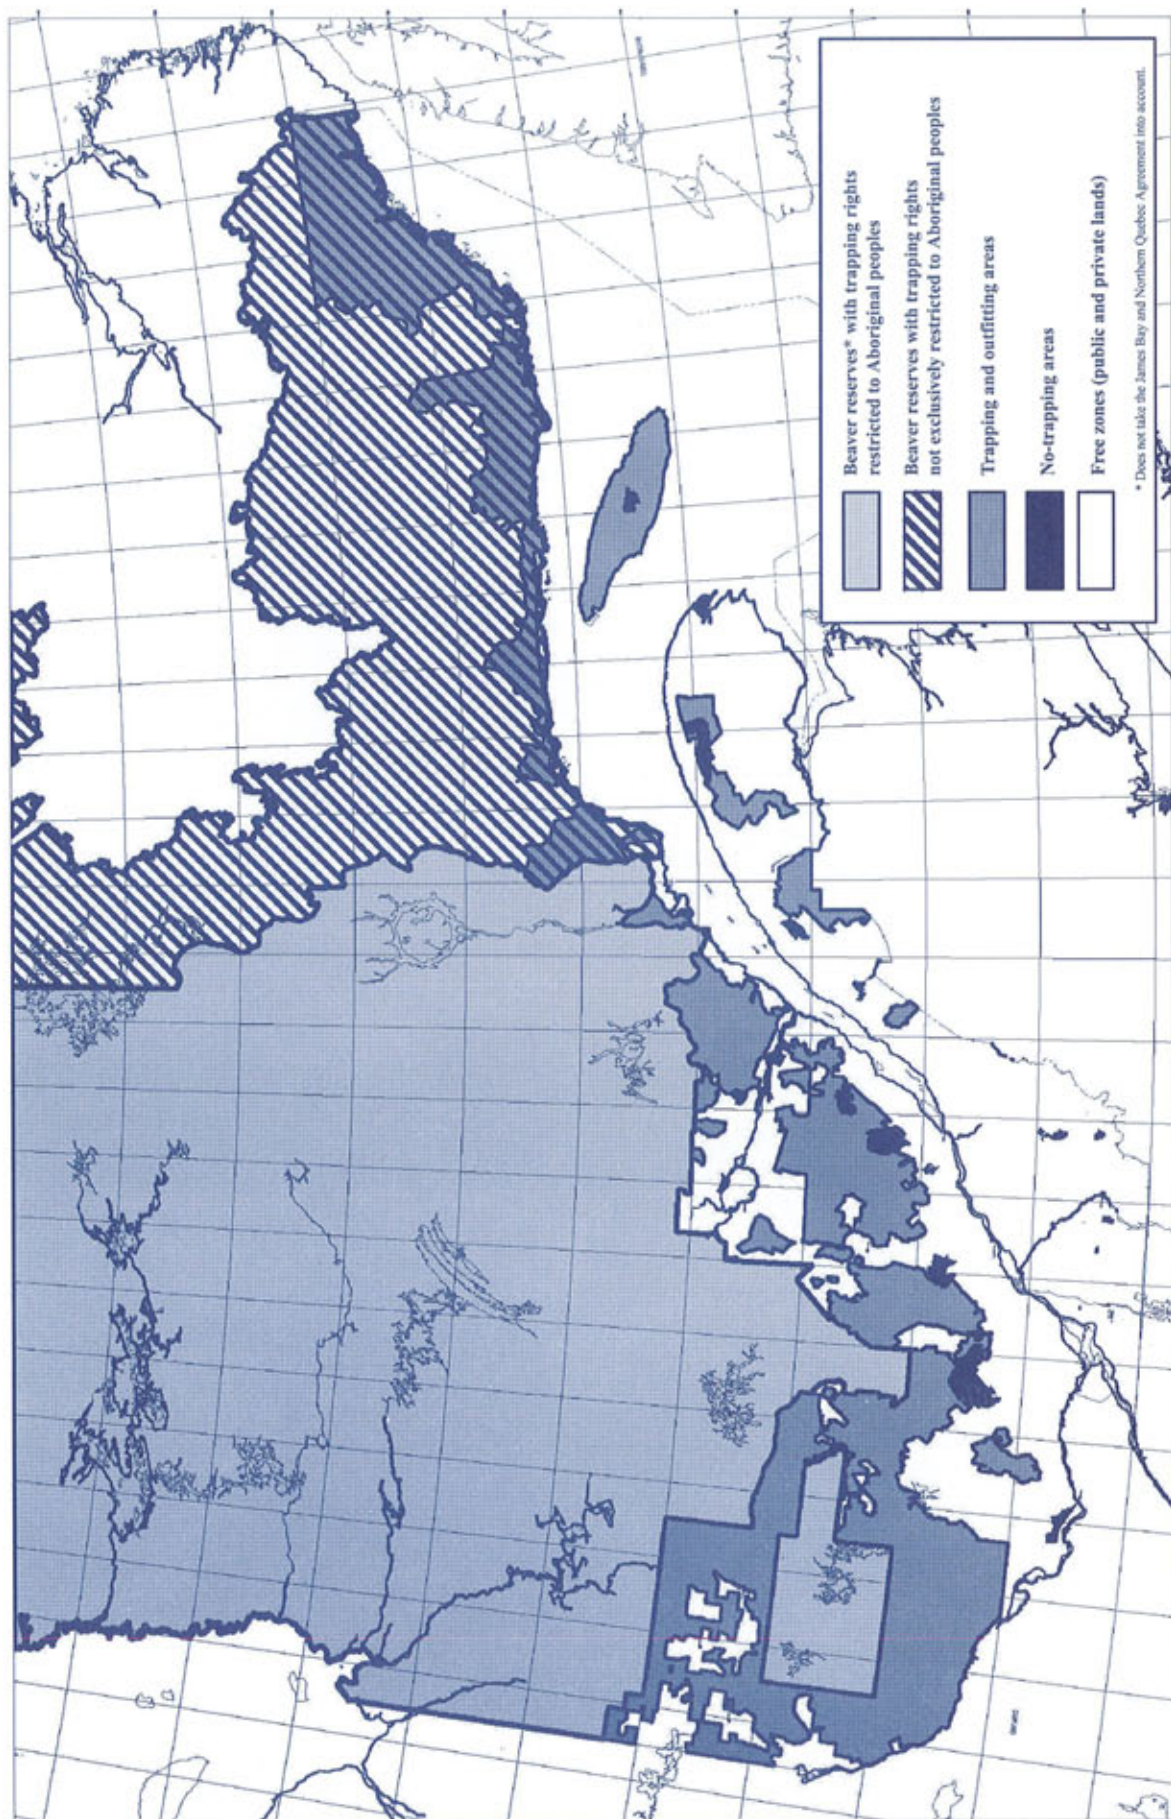 Beaver reserves* with trapping rights
restricted to Aboriginal peoples
Beaver reserves with trapping rights
not exclusively restricted to Aboriginal peoples
Trapping and outfitting areas
No-trapping areas
Free zones (public and private lands)
* Does not take the James Bay and Northern Quebec Agreement into account.